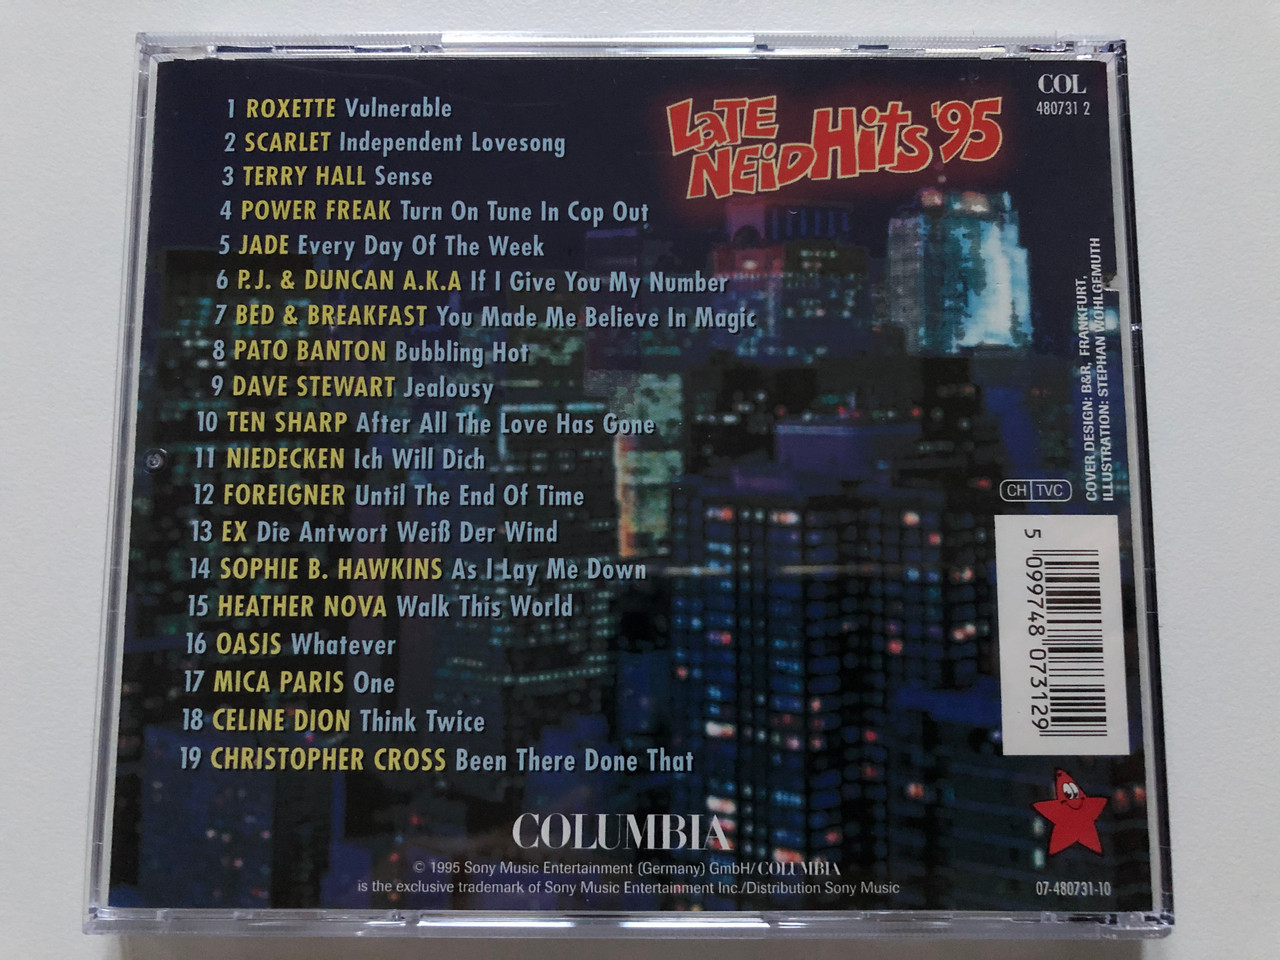 1 ROXETTE Vulnerable
2 SCARLET Independent Lovesong
3 TERRY HALL Sense
4 POWER FREAK Turn On Tune In Cop Out
5 JADE Every Day Of The Week
6 P.J. & DUNCAN A.K.A If I Give You My Number
7 BED & BREAKFAST You Made Me Believe In Magic
8 PATO BANTON Bubbling Hot
9 DAVE STEWART Jealousy
10 TEN SHARP After All The Love Has Gone
11 NIEDECKEN Ich Will Dich
12 FOREIGNER Until The End Of Time
13 EX Die Antwort Weiß Der Wind
14 SOPHIE B. HAWKINS As I Lay Me Down
15 HEATHER NOVA Walk This World
16 OASIS Whatever
17 MICA PARIS One
18 CELINE DION Think Twice
19 CHRISTOPHER CROSS Been There Done That
LATE
NEID HITS '95
COL
480731 2
COVER DESIGN: B&R, FRANKFURT,
ILLUSTRATION: STEPHAN WOHLGEMUTH
CH TVC
5 099748 073129
COLUMBIA
© 1995 Sony Music Entertainment (Germany) GmbH/COLUMBIA
is the exclusive trademark of Sony Music Entertainment Inc./Distribution Sony Music
07-480731-10